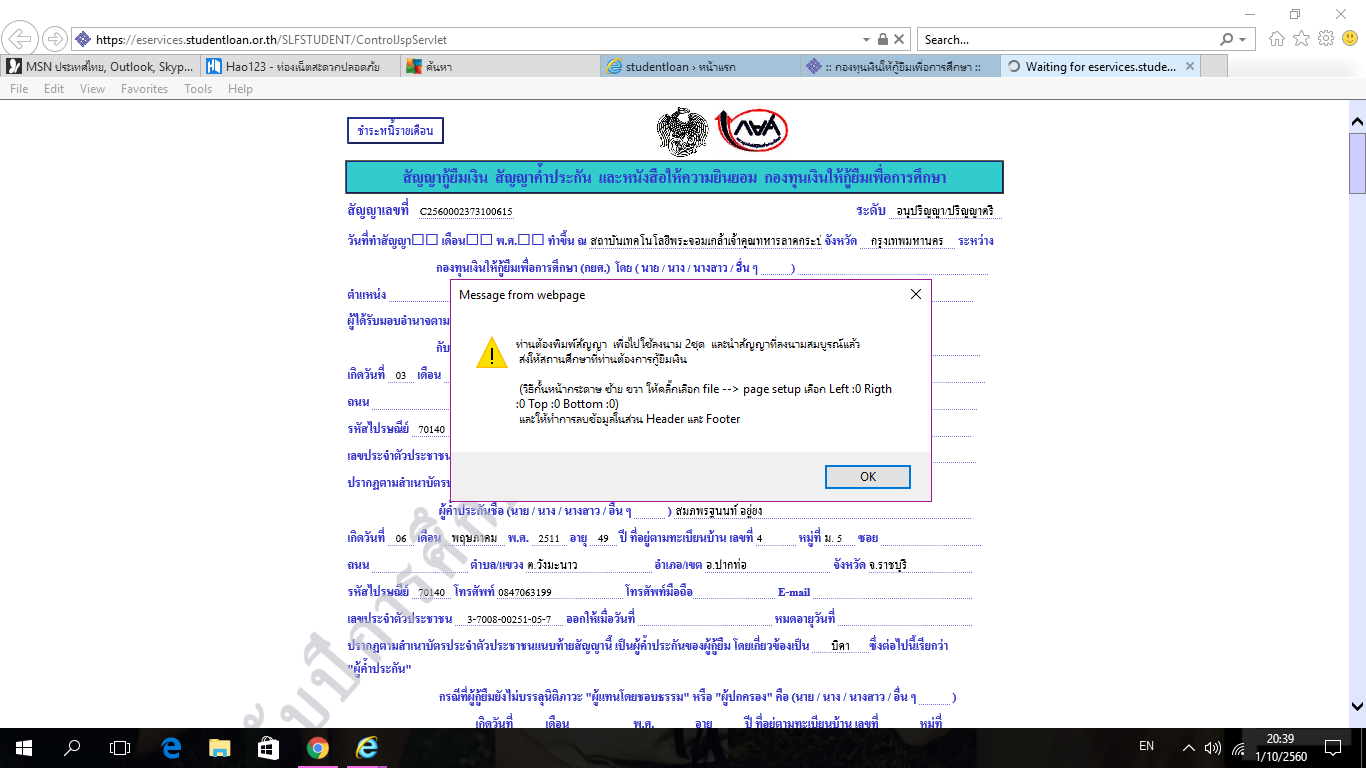 https://eservices.studentloan.or.th/SLFSTUDENT/ControlJspServlet
Search...
MSN ประเทศไทย, Outlook, Skyp...
Hao123 - ท่องเน็ตสะดวกปลอดภัย
ค้นหา
studentloan › หน้าแรก
:: กองทุนเงินให้กู้ยืมเพื่อการศึกษา ::
Waiting for eservices.stude...
File Edit View Favorites Tools Help
ชำระหนี้รายเดือน
กยศ
สัญญากู้ยืมเงิน สัญญาค้ำประกัน และหนังสือให้ความยินยอม กองทุนเงินให้กู้ยืมเพื่อการศึกษา
สัญญาเลขที่ C2560002373100615 ระดับ อนุปริญญา/ปริญญาตรี
วันที่ทำสัญญา เดือน พ.ศ. ทำขึ้น ณ สถาบันเทคโนโลยีพระจอมเกล้าเจ้าคุณทหารลาดกระบั จังหวัด กรุงเทพมหานคร ระหว่าง
กองทุนเงินให้กู้ยืมเพื่อการศึกษา (กยศ.) โดย ( นาย / นาง / นางสาว / อื่น ๆ )
ตำแหน่ง
ผู้ได้รับมอบอำนาจตาม
กับ
เกิดวันที่ 03 เดือน
ถนน
รหัสไปรษณีย์ 70140
เลขประจำตัวประชาชน
ปรากฏตามสำเนาบัตร
Message from webpage
ท่านต้องพิมพ์สัญญา เพื่อไปใช้ลงนาม 2ชุด และนำสัญญาที่ลงนามสมบูรณ์แล้ว
ส่งให้สถานศึกษาที่ท่านต้องการกู้ยืมเงิน
(วิธีกั้นหน้ากระดาษ ซ้าย ขวา ให้คลิ๊กเลือก file --> page setup เลือก Left :0 Rigth
:0 Top :0 Bottom :0)
และให้ทำการลบข้อมูลในส่วน Header และ Footer
OK
ผู้ค้ำประกันชื่อ (นาย / นาง / นางสาว / อื่น ๆ ) สมภพรฐนนท์ อยู่ยง
เกิดวันที่ 06 เดือน พฤษภาคม พ.ศ. 2511 อายุ 49 ปี ที่อยู่ตามทะเบียนบ้าน เลขที่ 4 หมู่ที่ ม. 5 ซอย
ถนน ตำบล/แขวง ต.วังมะนาว อำเภอ/เขต อ.ปากท่อ จังหวัด จ.ราชบุรี
รหัสไปรษณีย์ 70140 โทรศัพท์ 0847063199 โทรศัพท์มือถือ E-mail
เลขประจำตัวประชาชน 3-7008-00251-05-7 ออกให้เมื่อวันที่ หมดอายุวันที่
ปรากฏตามสำเนาบัตรประจำตัวประชาชนแนบท้ายสัญญานี้ เป็นผู้ค้ำประกันของผู้กู้ยืม โดยเกี่ยวข้องเป็น บิดา ซึ่งต่อไปนี้เรียกว่า
"ผู้ค้ำประกัน"
กรณีที่ผู้กู้ยืมยังไม่บรรลุนิติภาวะ "ผู้แทนโดยชอบธรรม" หรือ "ผู้ปกครอง" คือ (นาย / นาง / นางสาว / อื่น ๆ )
เกิดวันที่ เดือน พ.ศ. อายุ ปี ที่อยู่ตามทะเบียนบ้าน เลขที่ หมู่ที่
EN
20:39
1/10/2560